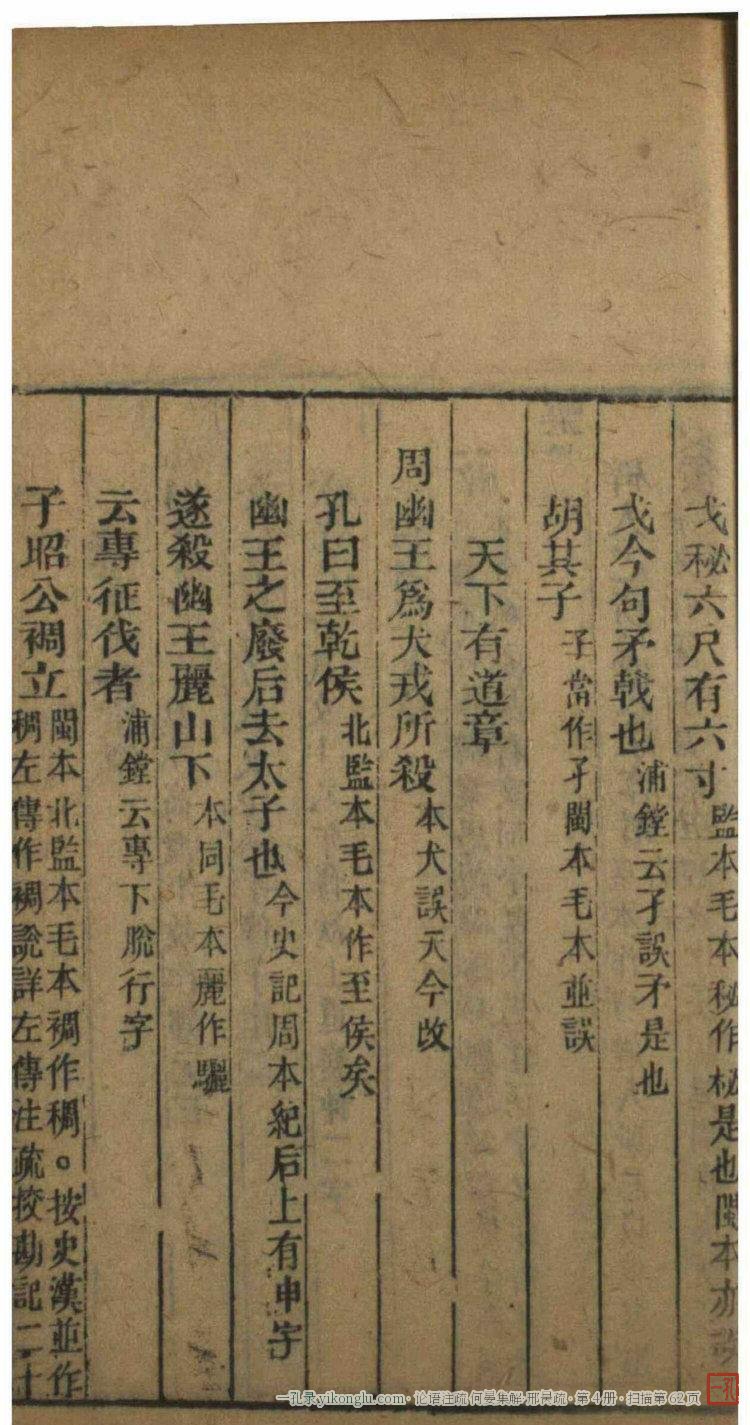 戈秘六尺有六寸 監本毛本秘作柲是也閩本亦誤
戈今句矛戟也 浦鏜云孑誤矛是也
胡其子 子當作孑閩本毛本並誤
天下有道章
周幽王爲犬戎所殺 本犬誤天今改
孔曰至乾侯 北監本毛本作至侯矣
幽王之廢后去太子也 今史記周本紀后上有申字
遂殺幽王麗山下 本同毛本麗作驪
云專征伐者 浦鏜云專下脫行字
子昭公裯立 閩本北監本毛本裯作稠。按史漢並作
稠左傳作裯說詳左傳注疏挍勘記二十
一孔录yikonglu.com·论语注疏·何晏集解·邢昺疏·第4册·扫描第62页
一孔